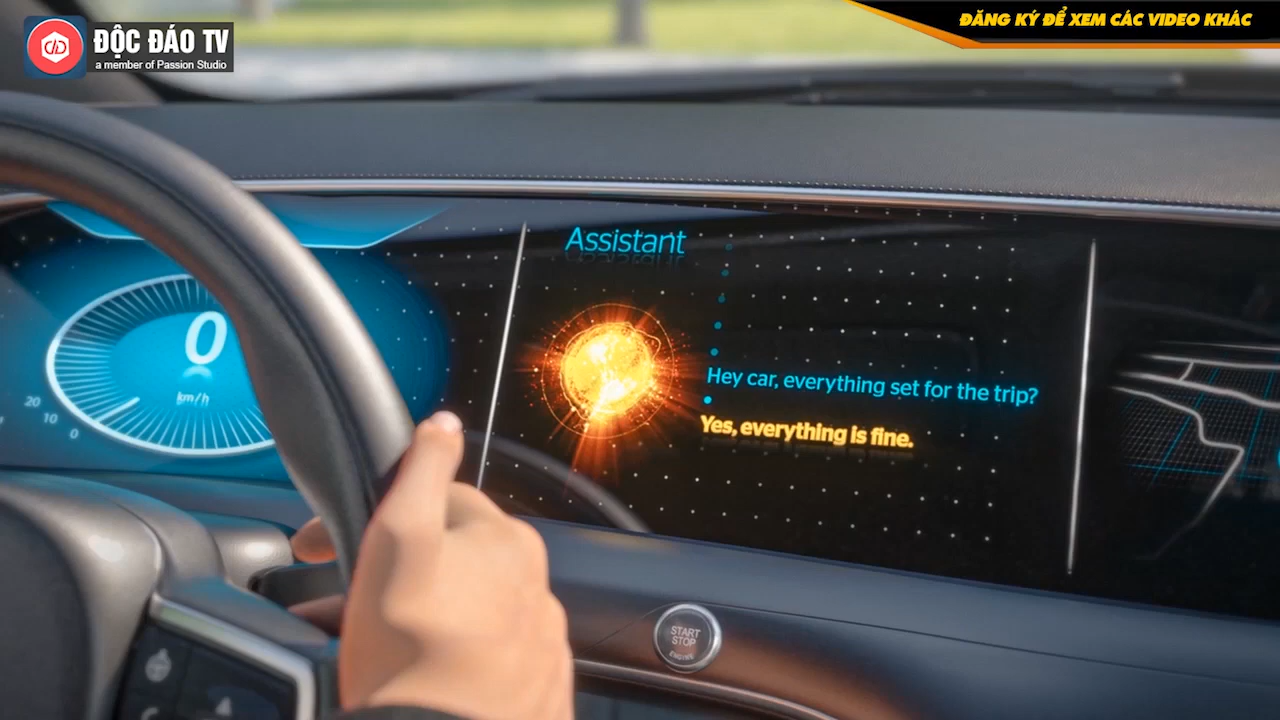 ĐỘC ĐÁO TV
a member of Passion Studio
ĐĂNG KÝ ĐỂ XEM CÁC VIDEO KHÁC
Assistant
0
km/h
20
10
0
Hey car, everything set for the trip?
Yes, everything is fine.
START
STOP
ENGINE